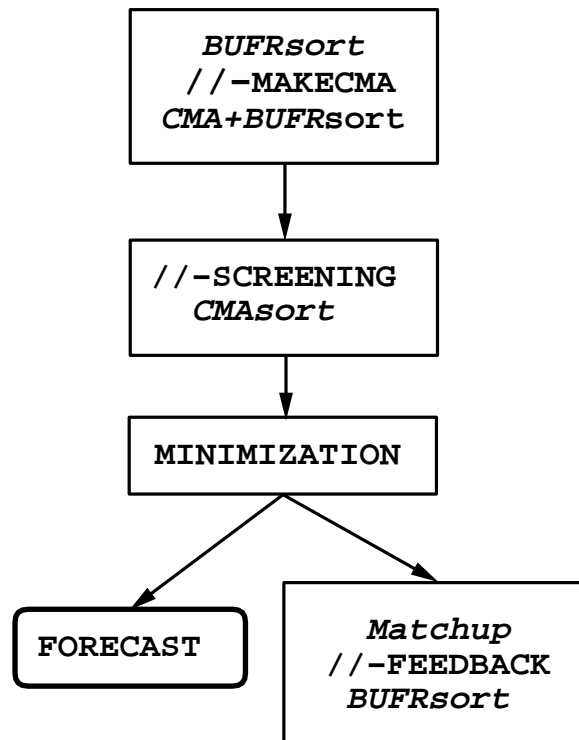 BUFRsort
//-MAKECMA
CMA+BUFRsort
//-SCREENING
CMAsort
MINIMIZATION
FORECAST
Matchup
//-FEEDBACK
BUFRsort